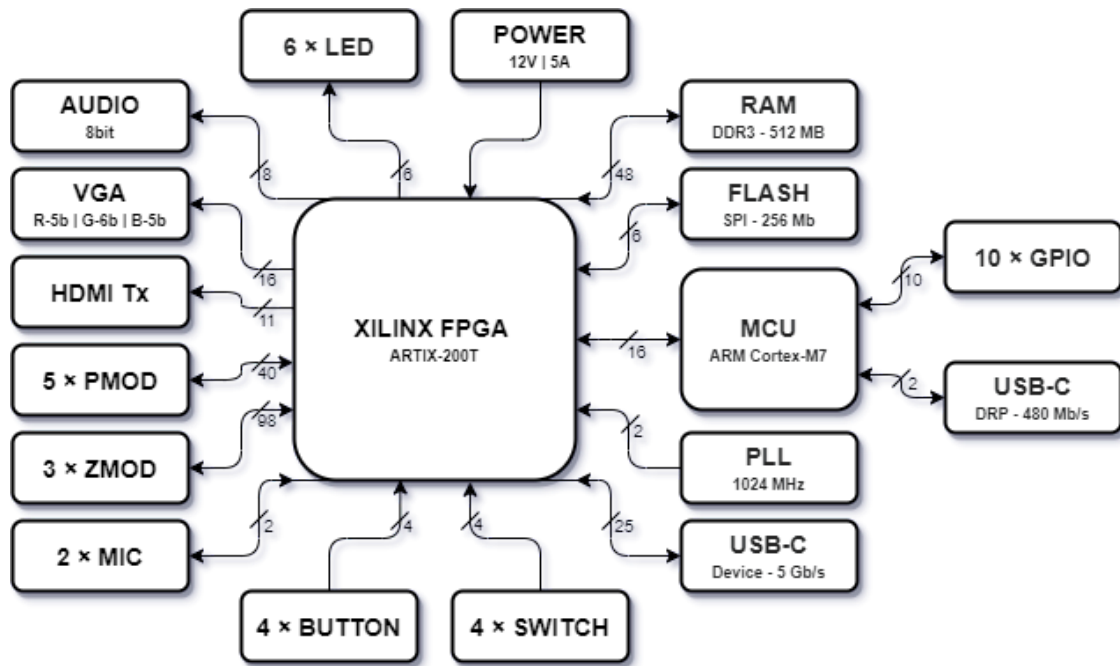 6 × LED
POWER
12V | 5A
AUDIO
8bit
RAM
DDR3 - 512 MB
8
6
48
VGA
R-5b | G-6b | B-5b
FLASH
SPI - 256 Mb
6
16
HDMI Tx
11
10 × GPIO
10
XILINX FPGA
ARTIX-200T
16
MCU
ARM Cortex-M7
5 × PMOD
40
2
USB-C
DRP - 480 Mb/s
98
3 × ZMOD
2
PLL
1024 MHz
2 × MIC
2
4
4
25
USB-C
Device - 5 Gb/s
4 × BUTTON
4 × SWITCH